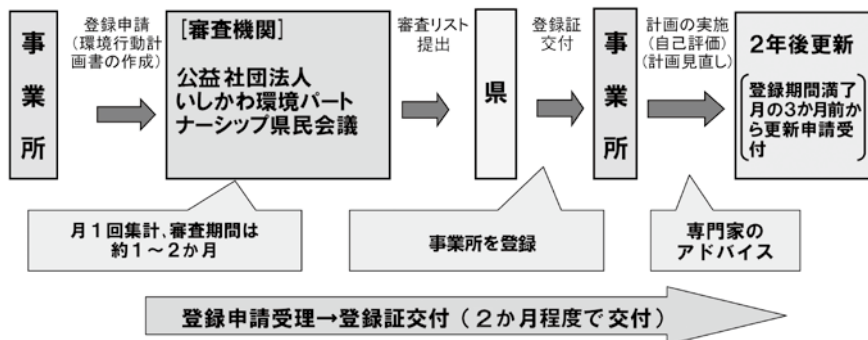 事業所
登録申請
(環境行動計
画書の作成)
[審査機関]
公益社団法人
いしかわ環境パート
ナーシップ県民会議
審査リスト
提出
県
登録証
交付
事業所
計画の実施
(自己評価)
(計画見直し)
2年後更新
登録期間満了
月の3か月前か
ら更新申請受
付
月1回集計、審査期間は
約1~2か月
事業所を登録
専門家の
アドバイス
登録申請受理→登録証交付(2か月程度で交付)